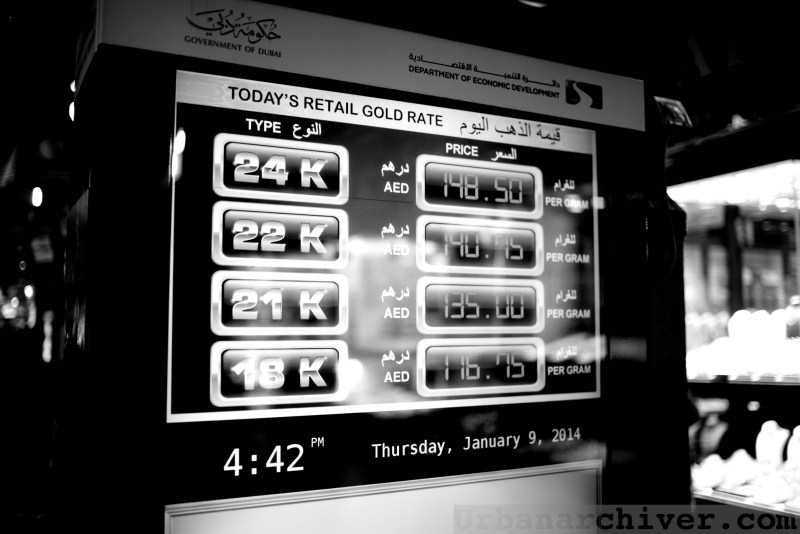 حكومة دبي
GOVERNMENT OF DUBAI
دائرة التنمية الاقتصادية
DEPARTMENT OF ECONOMIC DEVELOPMENT
TODAY'S RETAIL GOLD RATE قيمة الذهب اليوم
TYPE النوع PRICE السعر
24 K درهم AED 148.50 للغرام PER GRAM
22 K درهم AED 140.75 للغرام PER GRAM
21 K درهم AED 135.00 للغرام PER GRAM
18 K درهم AED 116.75 للغرام PER GRAM
4:42 PM Thursday, January 9, 2014
Urbanarchiver.com